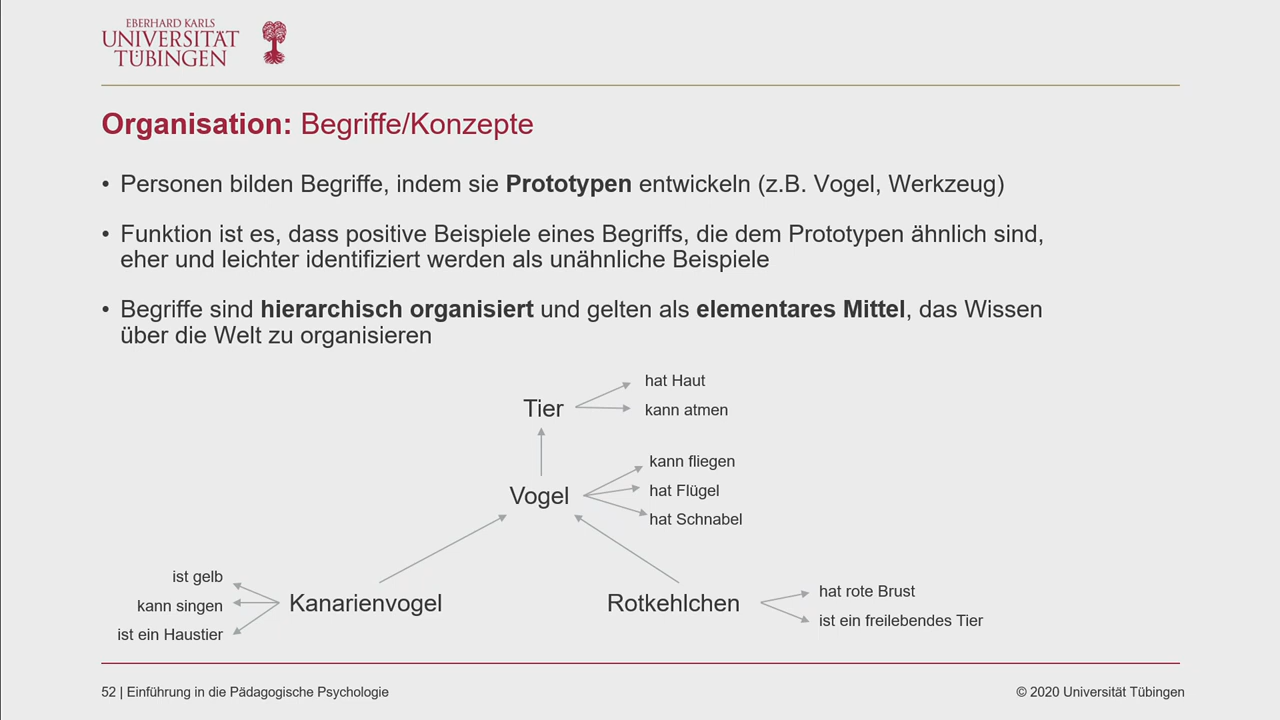 EBERHARD KARLS
UNIVERSITÄT
TÜBINGEN
Organisation: Begriffe/Konzepte
• Personen bilden Begriffe, indem sie Prototypen entwickeln (z.B. Vogel, Werkzeug)
• Funktion ist es, dass positive Beispiele eines Begriffs, die dem Prototypen ähnlich sind,
eher und leichter identifiziert werden als unähnliche Beispiele
• Begriffe sind hierarchisch organisiert und gelten als elementares Mittel, das Wissen
über die Welt zu organisieren
Tier
hat Haut
kann atmen
Vogel
kann fliegen
hat Flügel
hat Schnabel
ist gelb
kann singen
ist ein Haustier
Kanarienvogel
Rotkehlchen
hat rote Brust
ist ein freilebendes Tier
52 | Einführung in die Pädagogische Psychologie
© 2020 Universität Tübingen